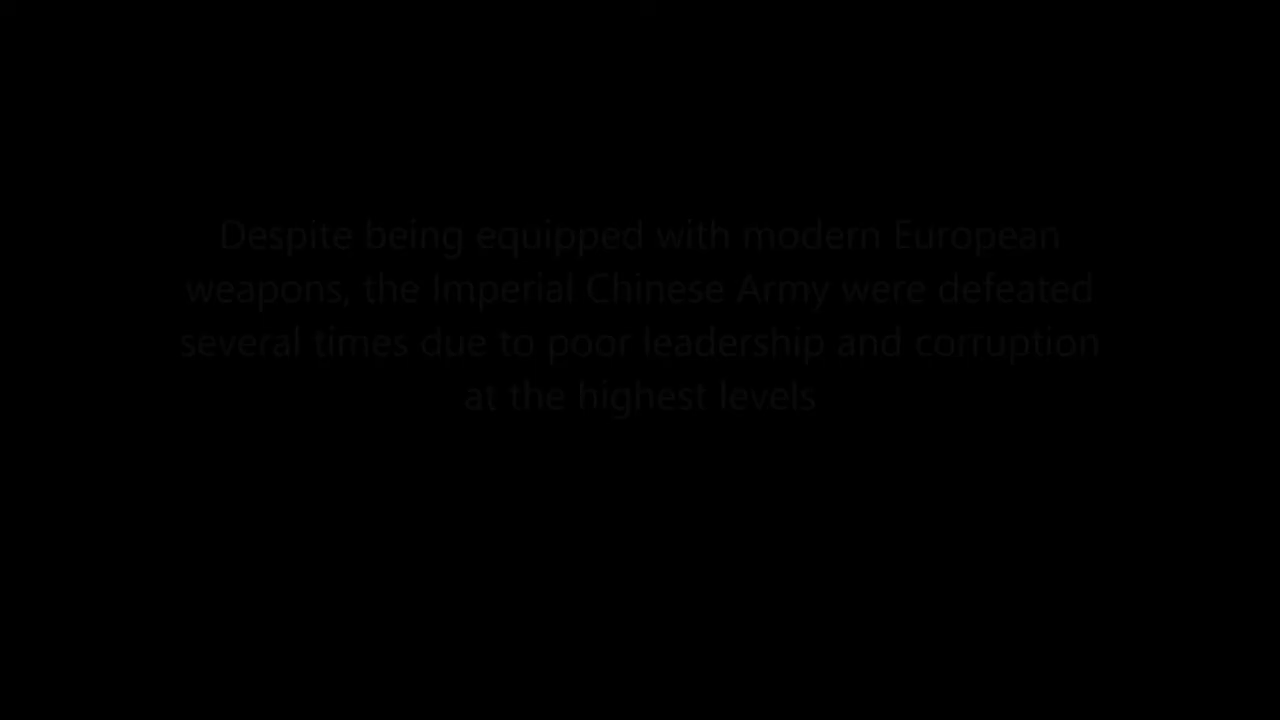 Despite being equipped with modern European
weapons, the Imperial Chinese Army were defeated
several times due to poor leadership and corruption
at the highest levels